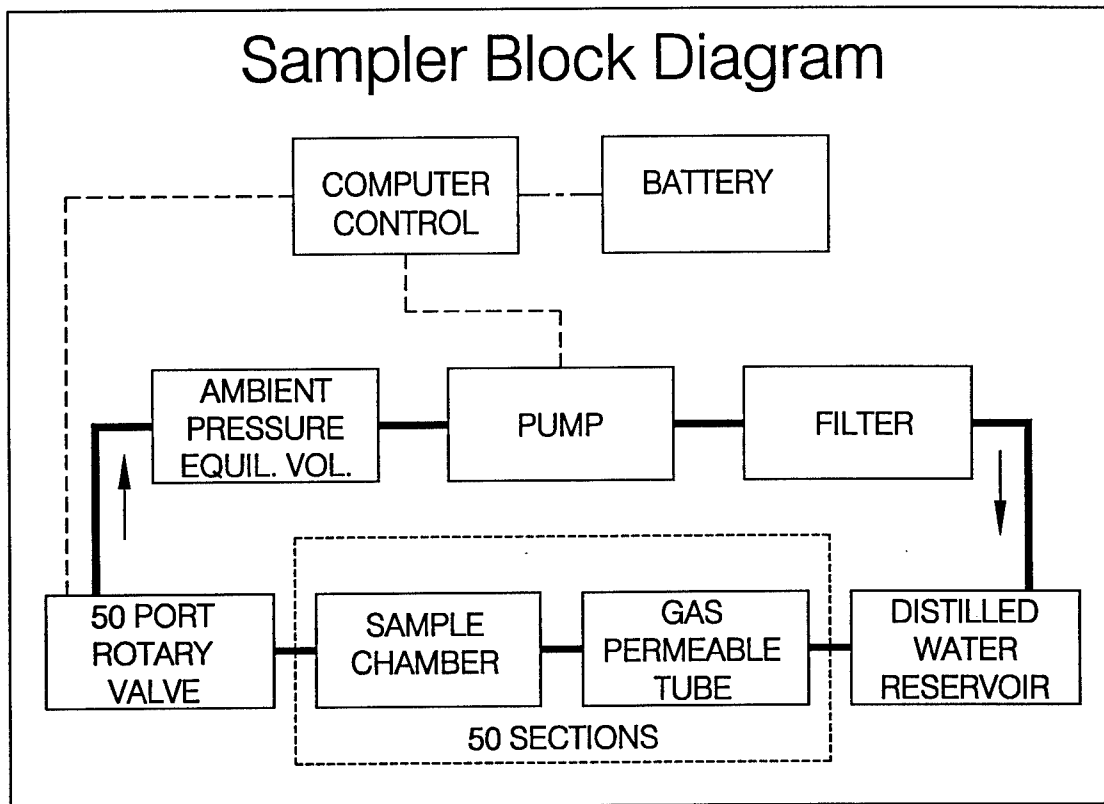 Sampler Block Diagram
COMPUTER
CONTROL
BATTERY
AMBIENT
PRESSURE
EQUIL. VOL.
PUMP
FILTER
50 PORT
ROTARY
VALVE
SAMPLE
CHAMBER
GAS
PERMEABLE
TUBE
DISTILLED
WATER
RESERVOIR
50 SECTIONS